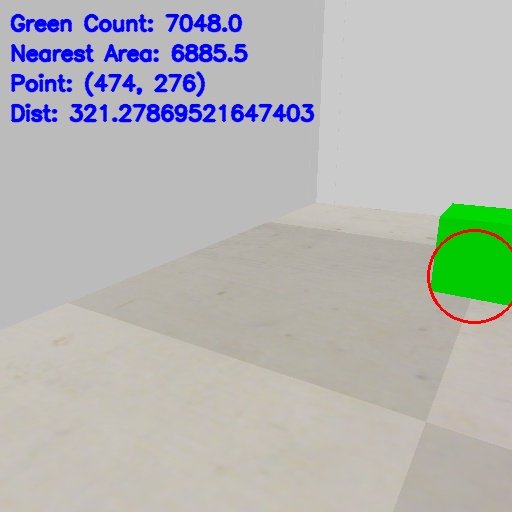 Green Count: 7048.0
Nearest Area: 6885.5
Point: (474, 276)
Dist: 321.27869521647403